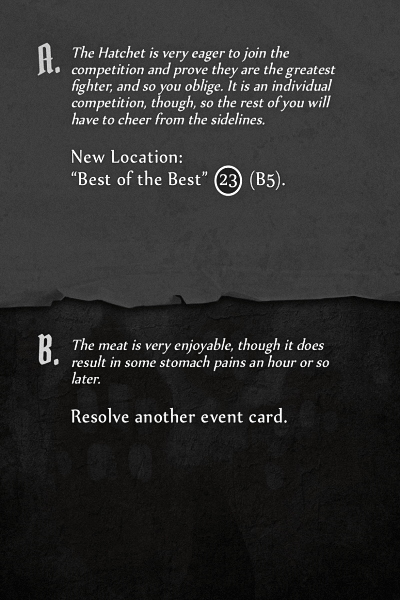 A. The Hatchet is very eager to join the
competition and prove they are the greatest
fighter, and so you oblige. It is an individual
competition, though, so the rest of you will
have to cheer from the sidelines.
New Location:
“Best of the Best” 23 (B5).
B. The meat is very enjoyable, though it does
result in some stomach pains an hour or so
later.
Resolve another event card.